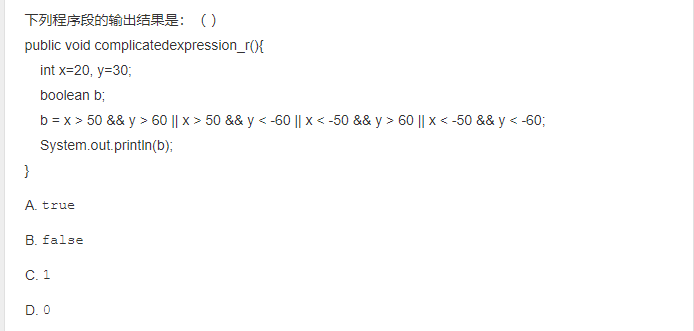 下列程序段的输出结果是：（ ）
public void complicatedexpression_r(){
int x=20, y=30;
boolean b;
b = x > 50 && y > 60 || x > 50 && y < -60 || x < -50 && y > 60 || x < -50 && y < -60;
System.out.println(b);
}
A. true
B. false
C. 1
D. 0